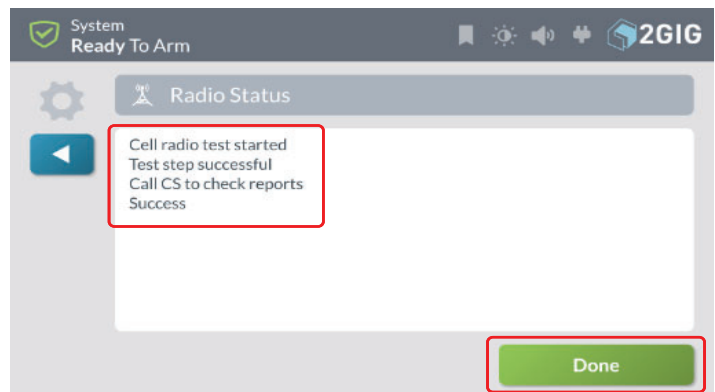 System
Ready To Arm
2GIG
Radio Status
Cell radio test started
Test step successful
Call CS to check reports
Success
Done